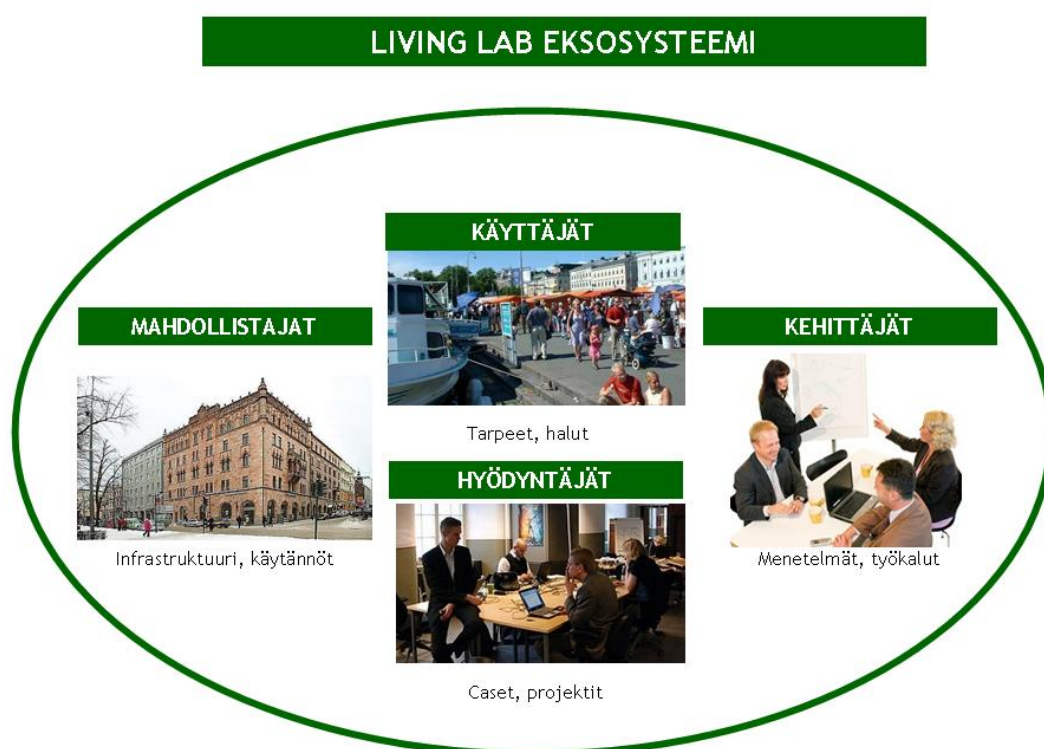 LIVING LAB EKSOSYSTEEMI
KÄYTTÄJÄT
MAHDOLLISTAJAT
KEHITTÄJÄT
Tarpeet, halut
HYÖDYNTÄJÄT
Infrastruktuuri, käytännöt
Menetelmät, työkalut
Caset, projektit